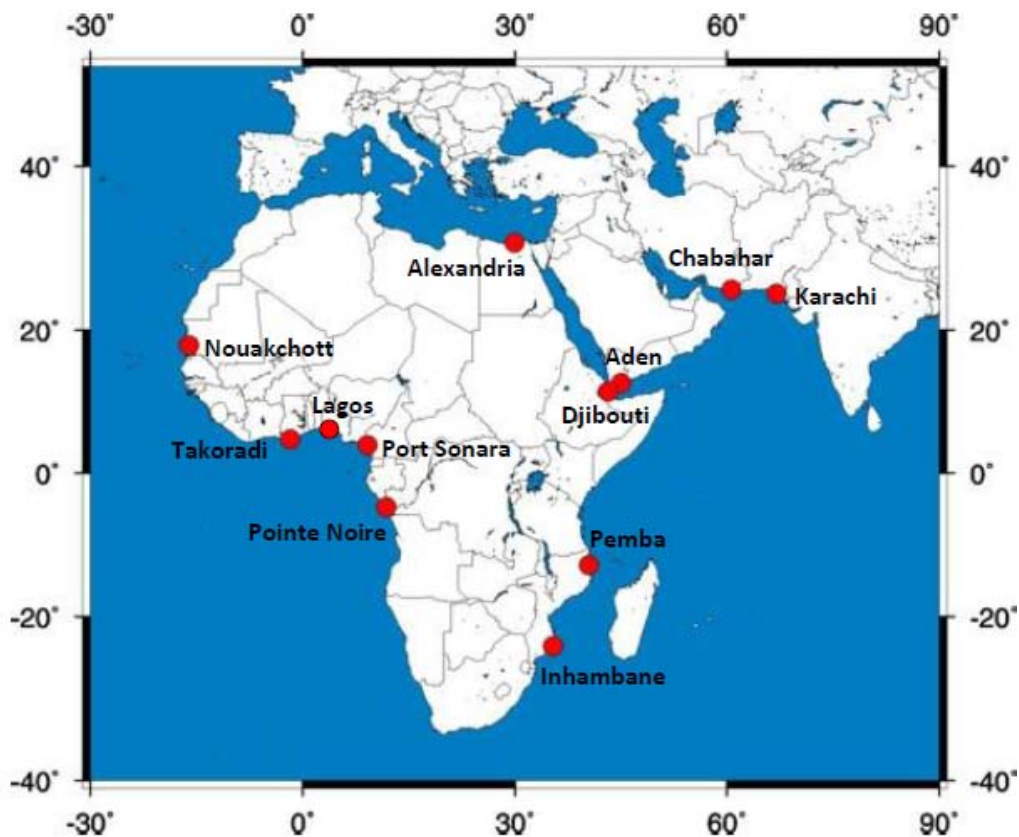 -30° 0° 30° 60° 90°
40° 40°
Chabahar
Alexandria
Karachi
20° 20°
Nouakchott
Aden
Lagos
Djibouti
Takoradi
Port Sonara
0° 0°
Pointe Noire
Pemba
-20° -20°
Inhambane
-40° -40°
-30° 0° 30° 60° 90°